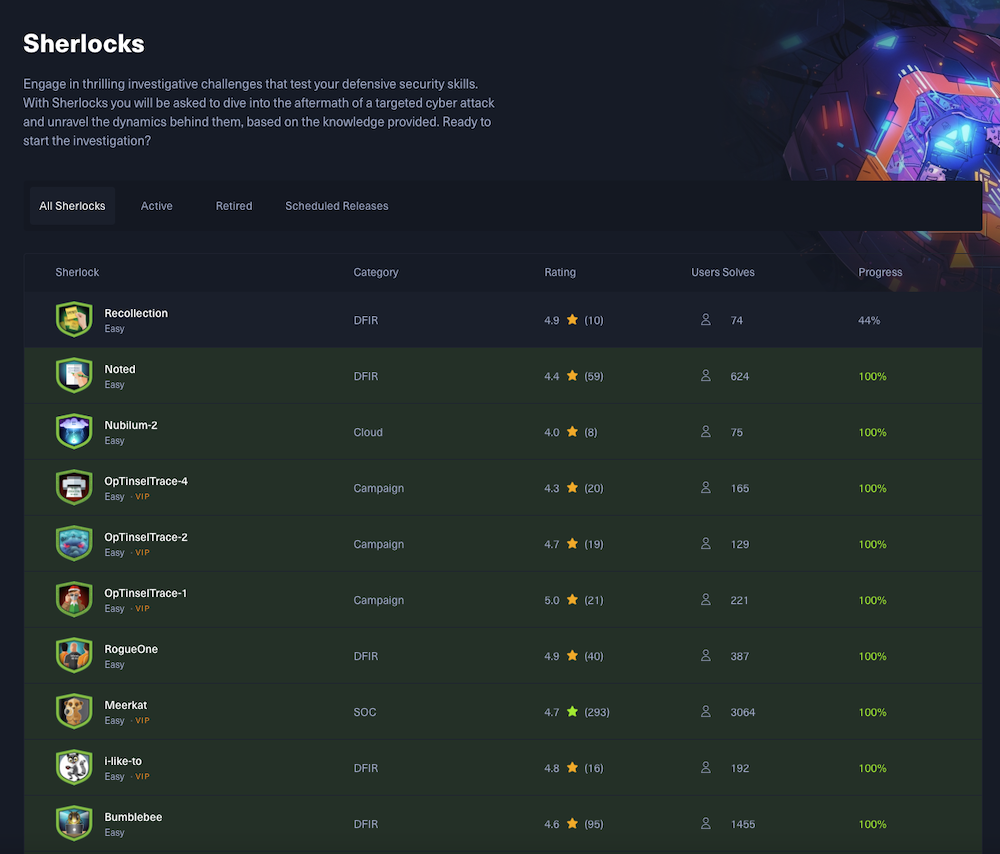 Sherlocks
Engage in thrilling investigative challenges that test your defensive security skills.
With Sherlocks you will be asked to dive into the aftermath of a targeted cyber attack
and unravel the dynamics behind them, based on the knowledge provided. Ready to
start the investigation?
All Sherlocks Active Retired Scheduled Releases
Sherlock Category Rating Users Solves Progress
Recollection
Easy
DFIR 4.9 (10) 74 44%
Noted
Easy
DFIR 4.4 (59) 624 100%
Nubilum-2
Easy
Cloud 4.0 (8) 75 100%
OpTinselTrace-4
Easy · VIP
Campaign 4.3 (20) 165 100%
OpTinselTrace-2
Easy · VIP
Campaign 4.7 (19) 129 100%
OpTinselTrace-1
Easy · VIP
Campaign 5.0 (21) 221 100%
RogueOne
Easy
DFIR 4.9 (40) 387 100%
Meerkat
Easy · VIP
SOC 4.7 (293) 3064 100%
i-like-to
Easy · VIP
DFIR 4.8 (16) 192 100%
Bumblebee
Easy
DFIR 4.6 (95) 1455 100%